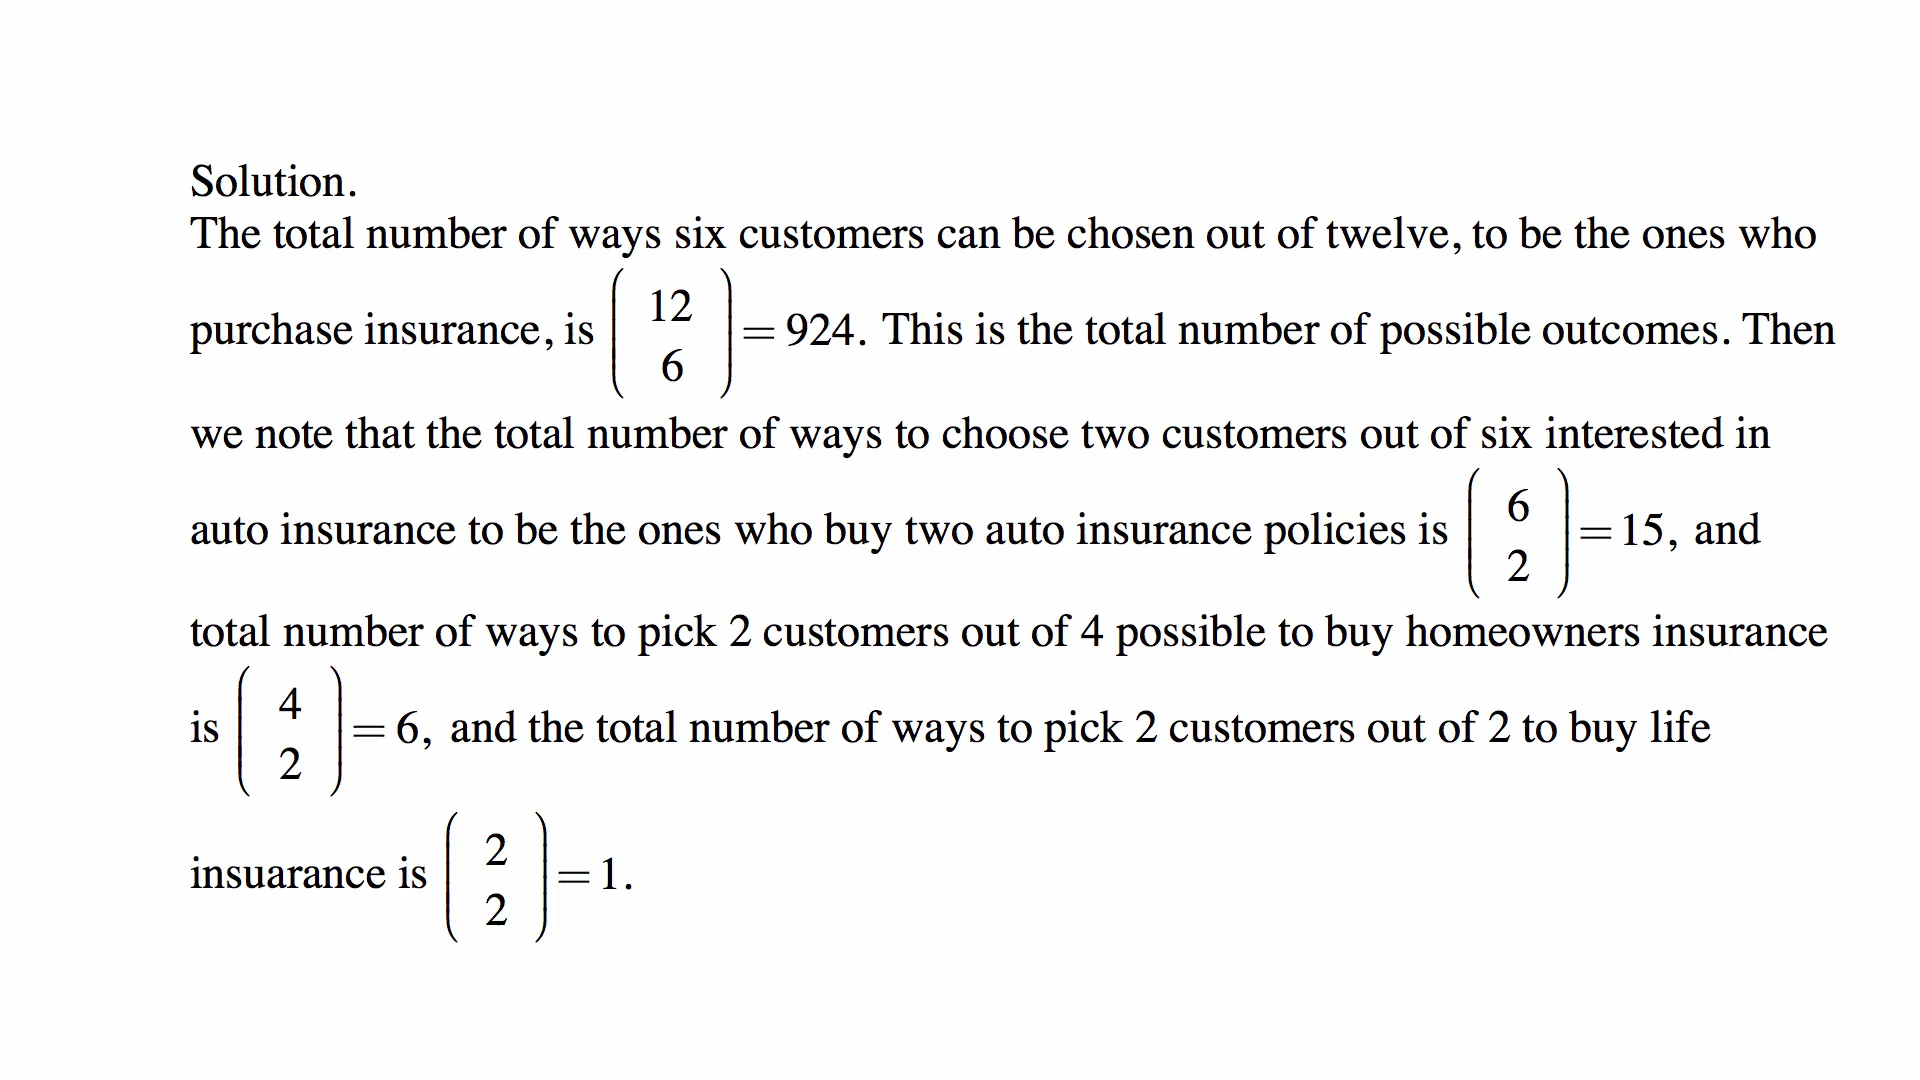 Solution.
The total number of ways six customers can be chosen out of twelve, to be the ones who
purchase insurance, is (12 6) = 924. This is the total number of possible outcomes. Then
we note that the total number of ways to choose two customers out of six interested in
auto insurance to be the ones who buy two auto insurance policies is (6 2) = 15, and
total number of ways to pick 2 customers out of 4 possible to buy homeowners insurance
is (4 2) = 6, and the total number of ways to pick 2 customers out of 2 to buy life
insuarance is (2 2) = 1.